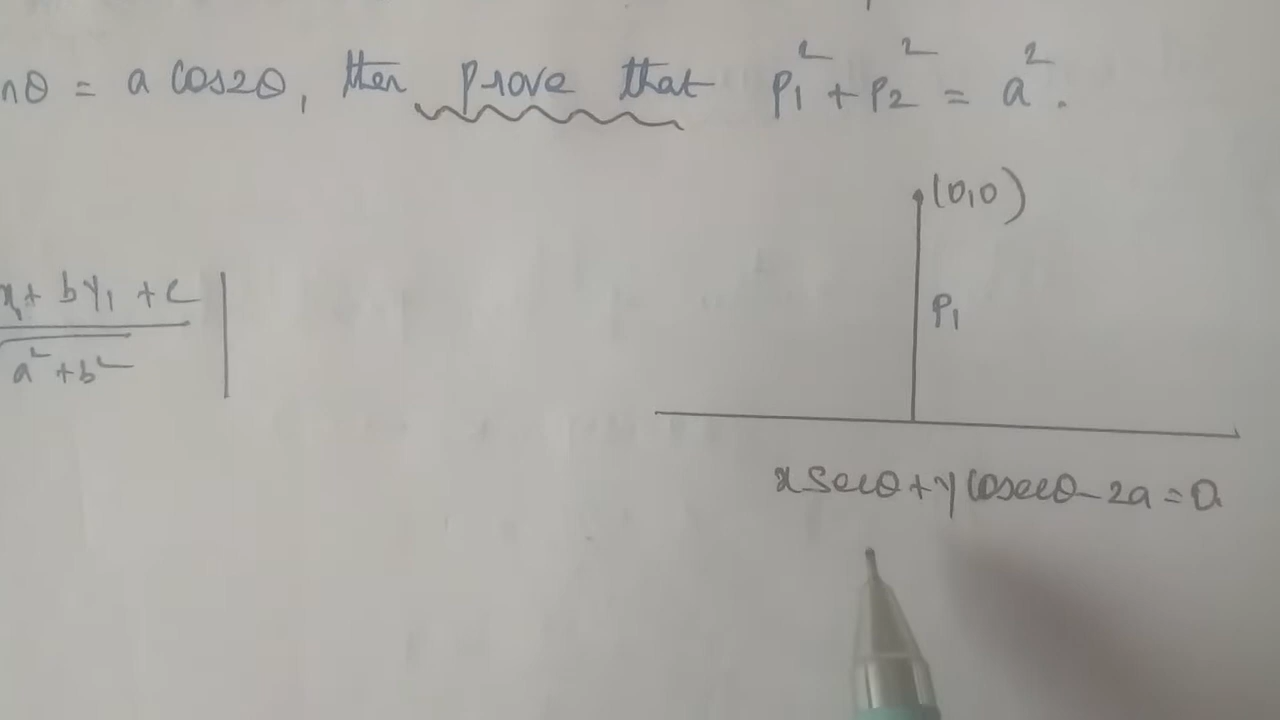 nθ = a cos2θ, then prove that p₁² + p₂² = a².
(0,0)
x₁ + by₁ + c
p₁
√a² + b²
x secθ + y cosecθ - 2a = 0